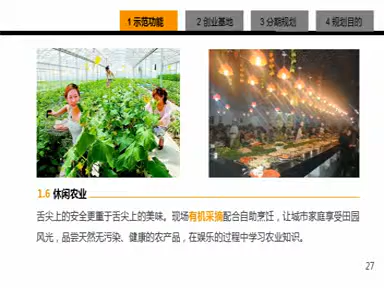 1 示范功能
2 创业基地
3 分期规划
4 规划目的
1.6 休闲农业
舌尖上的安全更重于舌尖上的美味。现场有机采摘配合自助烹饪，让城市家庭享受田园
风光，品尝天然无污染、健康的农产品，在娱乐的过程中学习农业知识。
27